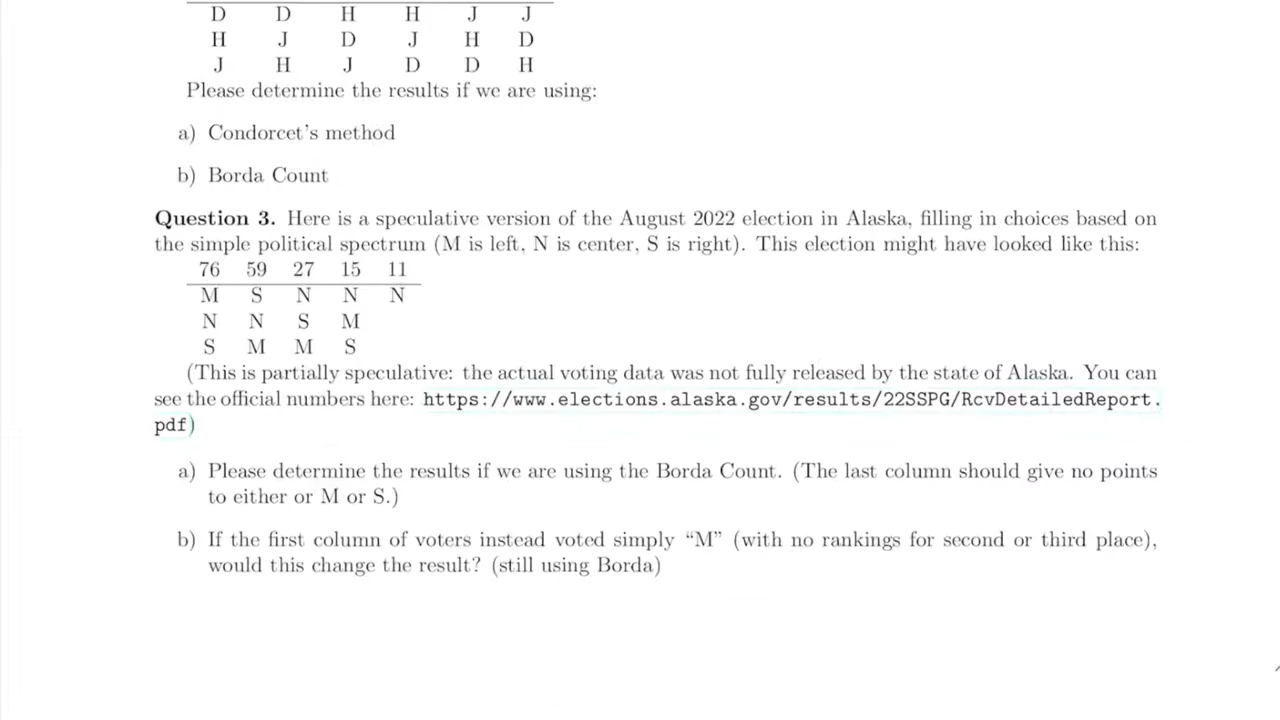 D D H H J J
H J D J H D
J H J D D H
Please determine the results if we are using:
a) Condorcet's method
b) Borda Count
Question 3. Here is a speculative version of the August 2022 election in Alaska, filling in choices based on
the simple political spectrum (M is left, N is center, S is right). This election might have looked like this:
76 59 27 15 11
M S N N N
N N S M
S M M S
(This is partially speculative: the actual voting data was not fully released by the state of Alaska. You can
see the official numbers here: https://www.elections.alaska.gov/results/22SSPG/RcvDetailedReport.
pdf)
a) Please determine the results if we are using the Borda Count. (The last column should give no points
to either or M or S.)
b) If the first column of voters instead voted simply “M” (with no rankings for second or third place),
would this change the result? (still using Borda)